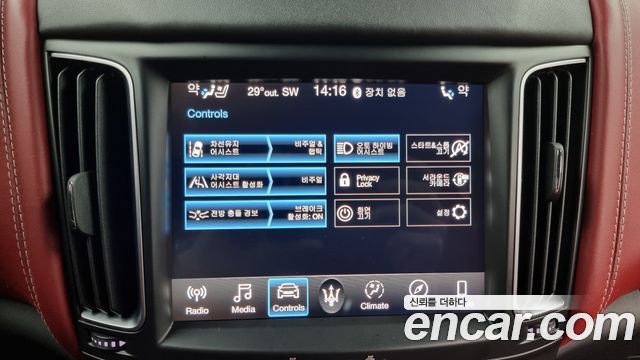 약 29°out. SW 14:16 장치 없음 약
Controls
차선유지 어시스트 비주얼 & 햅틱
오토 하이빔 어시스트
스타트&스톱 끄기
사각지대 어시스트 활성화 비주얼
Privacy Lock
서라운드 카메라
전방 충돌 경보 브레이크 활성화: ON
화면 끄기
설정
Radio Media Controls Climate
신뢰를 더하다
encar.com